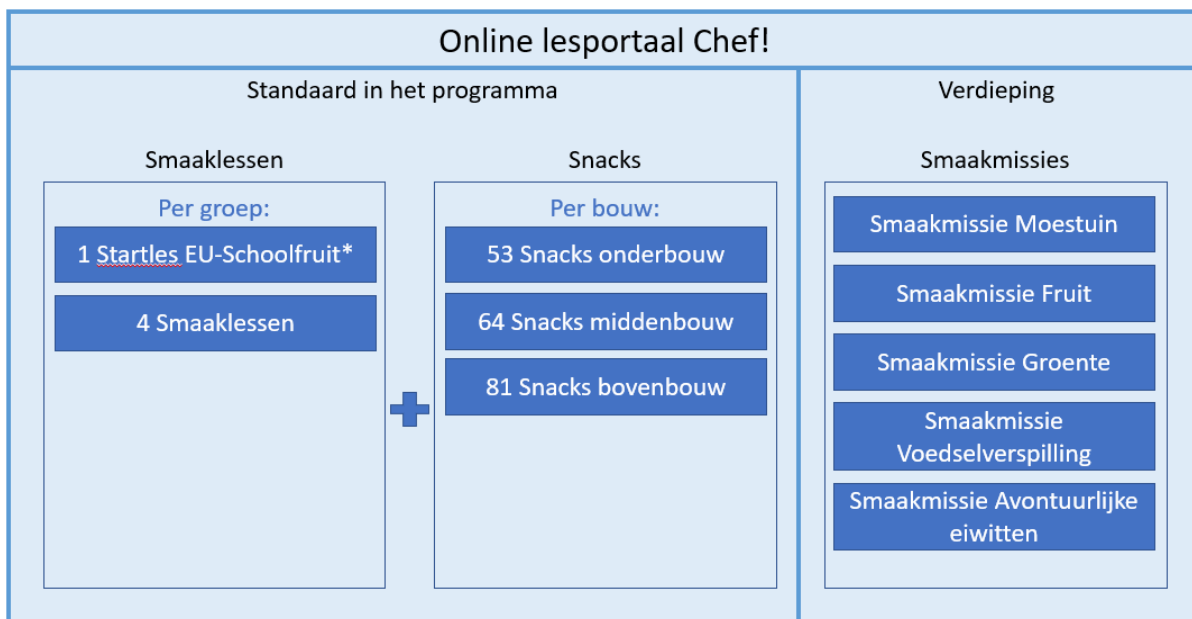 Online lesportaal Chef!
Standaard in het programma
Smaaklessen
Per groep:
1 Startles EU-Schoolfruit*
4 Smaaklessen
Snacks
Per bouw:
53 Snacks onderbouw
64 Snacks middenbouw
81 Snacks bovenbouw
Verdieping
Smaakmissies
Smaakmissie Moestuin
Smaakmissie Fruit
Smaakmissie Groente
Smaakmissie
Voedselverspilling
Smaakmissie Avontuurlijke
eiwitten